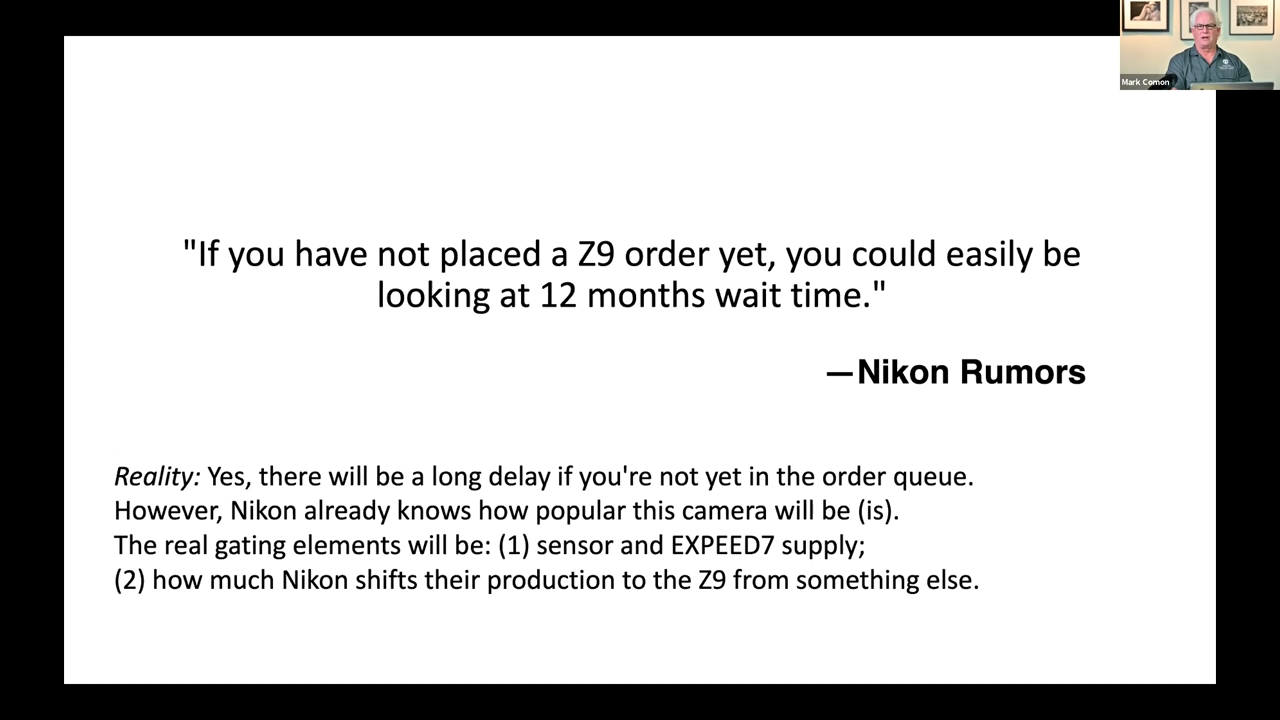 Mark Comon
"If you have not placed a Z9 order yet, you could easily be
looking at 12 months wait time."
—Nikon Rumors
Reality: Yes, there will be a long delay if you're not yet in the order queue.
However, Nikon already knows how popular this camera will be (is).
The real gating elements will be: (1) sensor and EXPEED7 supply;
(2) how much Nikon shifts their production to the Z9 from something else.